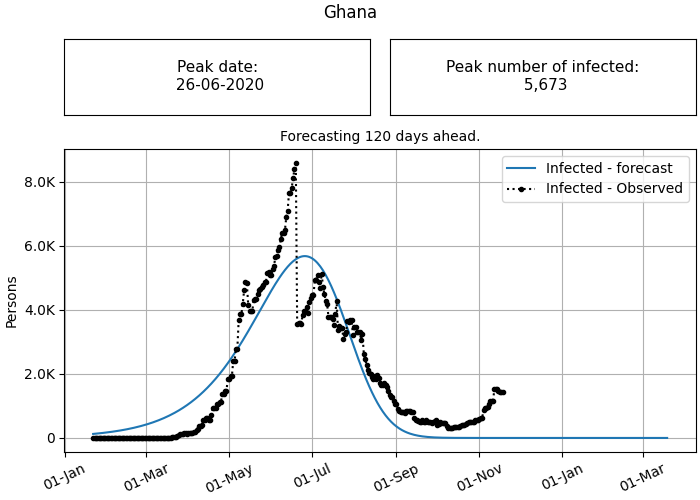 Ghana
Peak date:
26-06-2020
Peak number of infected:
5,673
Forecasting 120 days ahead.
Infected - forecast
Infected - Observed
8.0K
6.0K
4.0K
2.0K
0
Persons
01-Jan
01-Mar
01-May
01-Jul
01-Sep
01-Nov
01-Jan
01-Mar